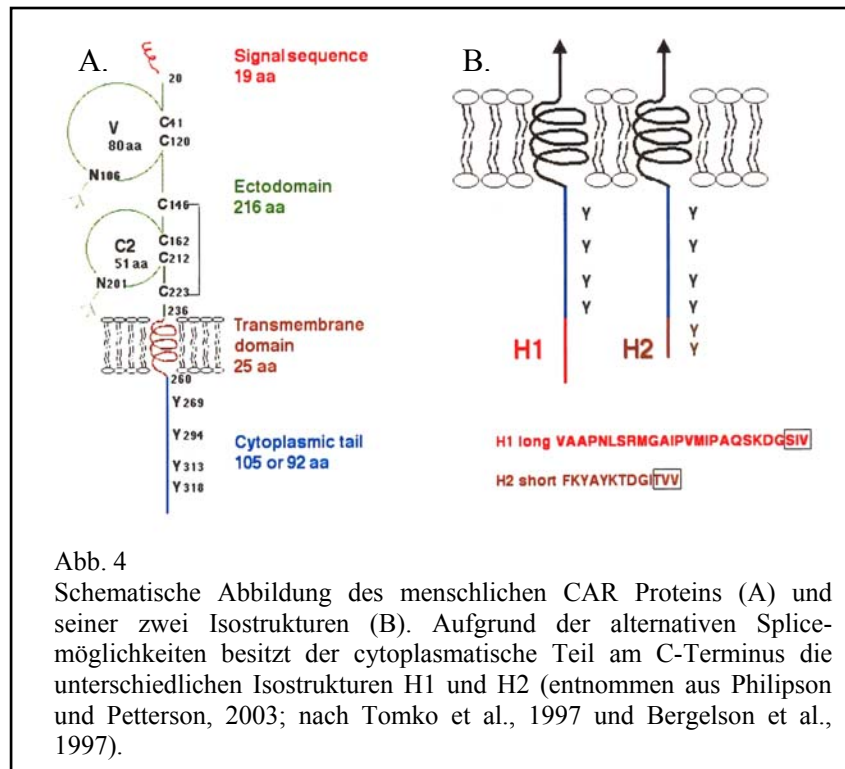 A.
Signal sequence
19 aa
20
V
80aa
C41
C120
N106
Ectodomain
216 aa
C146
C2
51aa
C162
C212
N201
C223
236
Transmembrane
domain
25 aa
260
Y269
Y294
Cytoplasmic tail
105 or 92 aa
Y313
Y318
B.
Y
Y
Y
Y
Y
Y
Y
Y
Y
Y
H1
H2
H1 long VAAPNLSRMGAIPVMIPAQSKDGSIV
H2 short FKYAYKTDGITVV
Abb. 4
Schematische Abbildung des menschlichen CAR Proteins (A) und
seiner zwei Isostrukturen (B). Aufgrund der alternativen Splice-
möglichkeiten besitzt der cytoplasmatische Teil am C-Terminus die
unterschiedlichen Isostrukturen H1 und H2 (entnommen aus Philipson
und Petterson, 2003; nach Tomko et al., 1997 und Bergelson et al.,
1997).